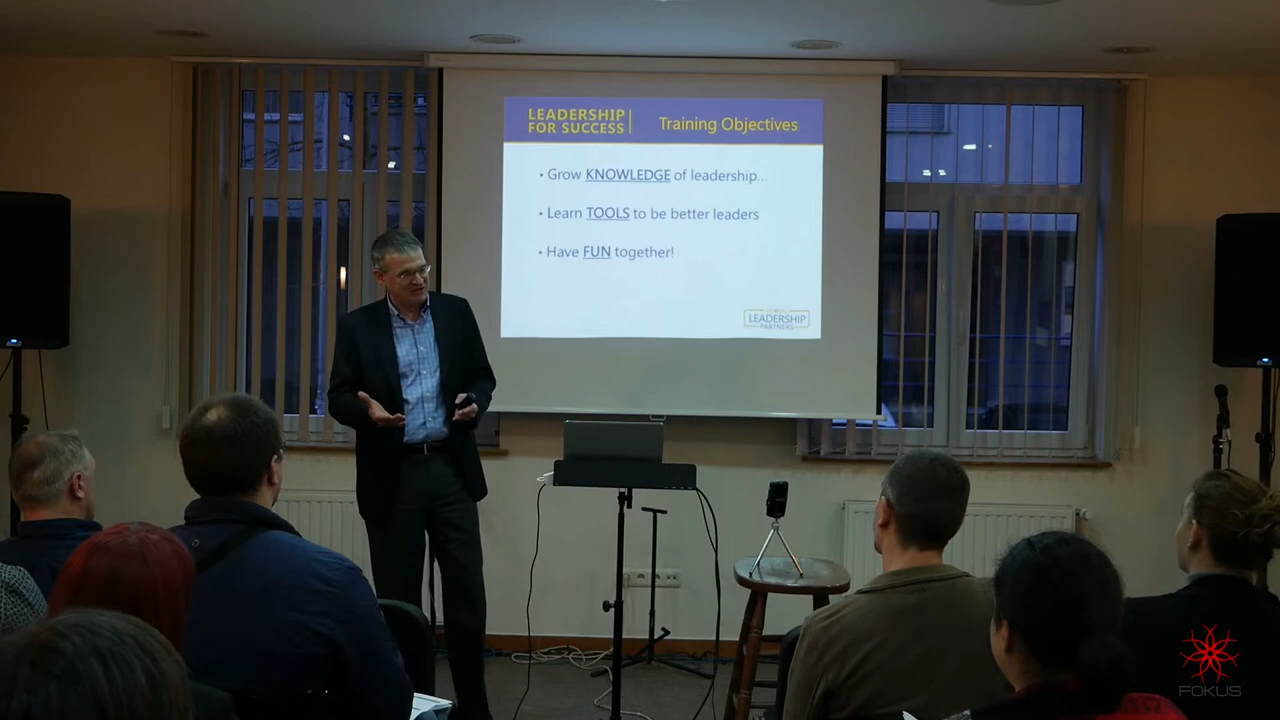 LEADERSHIP
FOR SUCCESS
Training Objectives
• Grow KNOWLEDGE of leadership...
• Learn TOOLS to be better leaders
• Have FUN together!
LEADERSHIP
PARTNERS
FOKUS